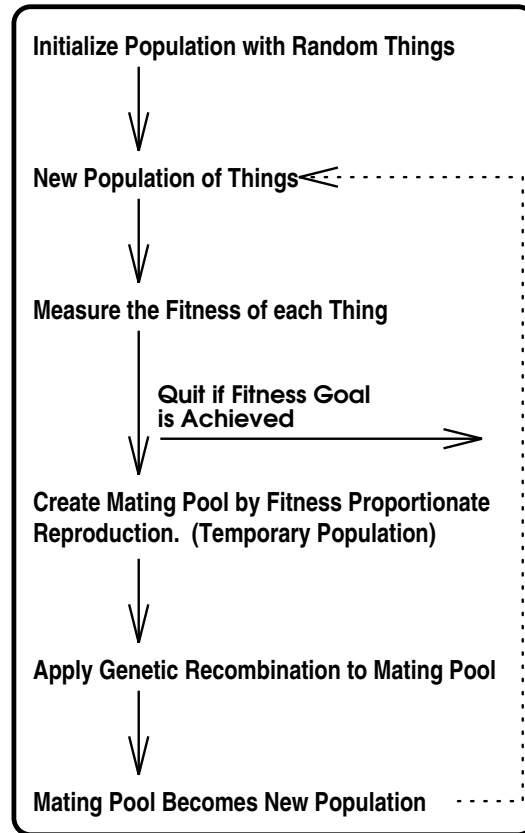 Initialize Population with Random Things
New Population of Things
Measure the Fitness of each Thing
Quit if Fitness Goal
is Achieved
Create Mating Pool by Fitness Proportionate
Reproduction. (Temporary Population)
Apply Genetic Recombination to Mating Pool
Mating Pool Becomes New Population